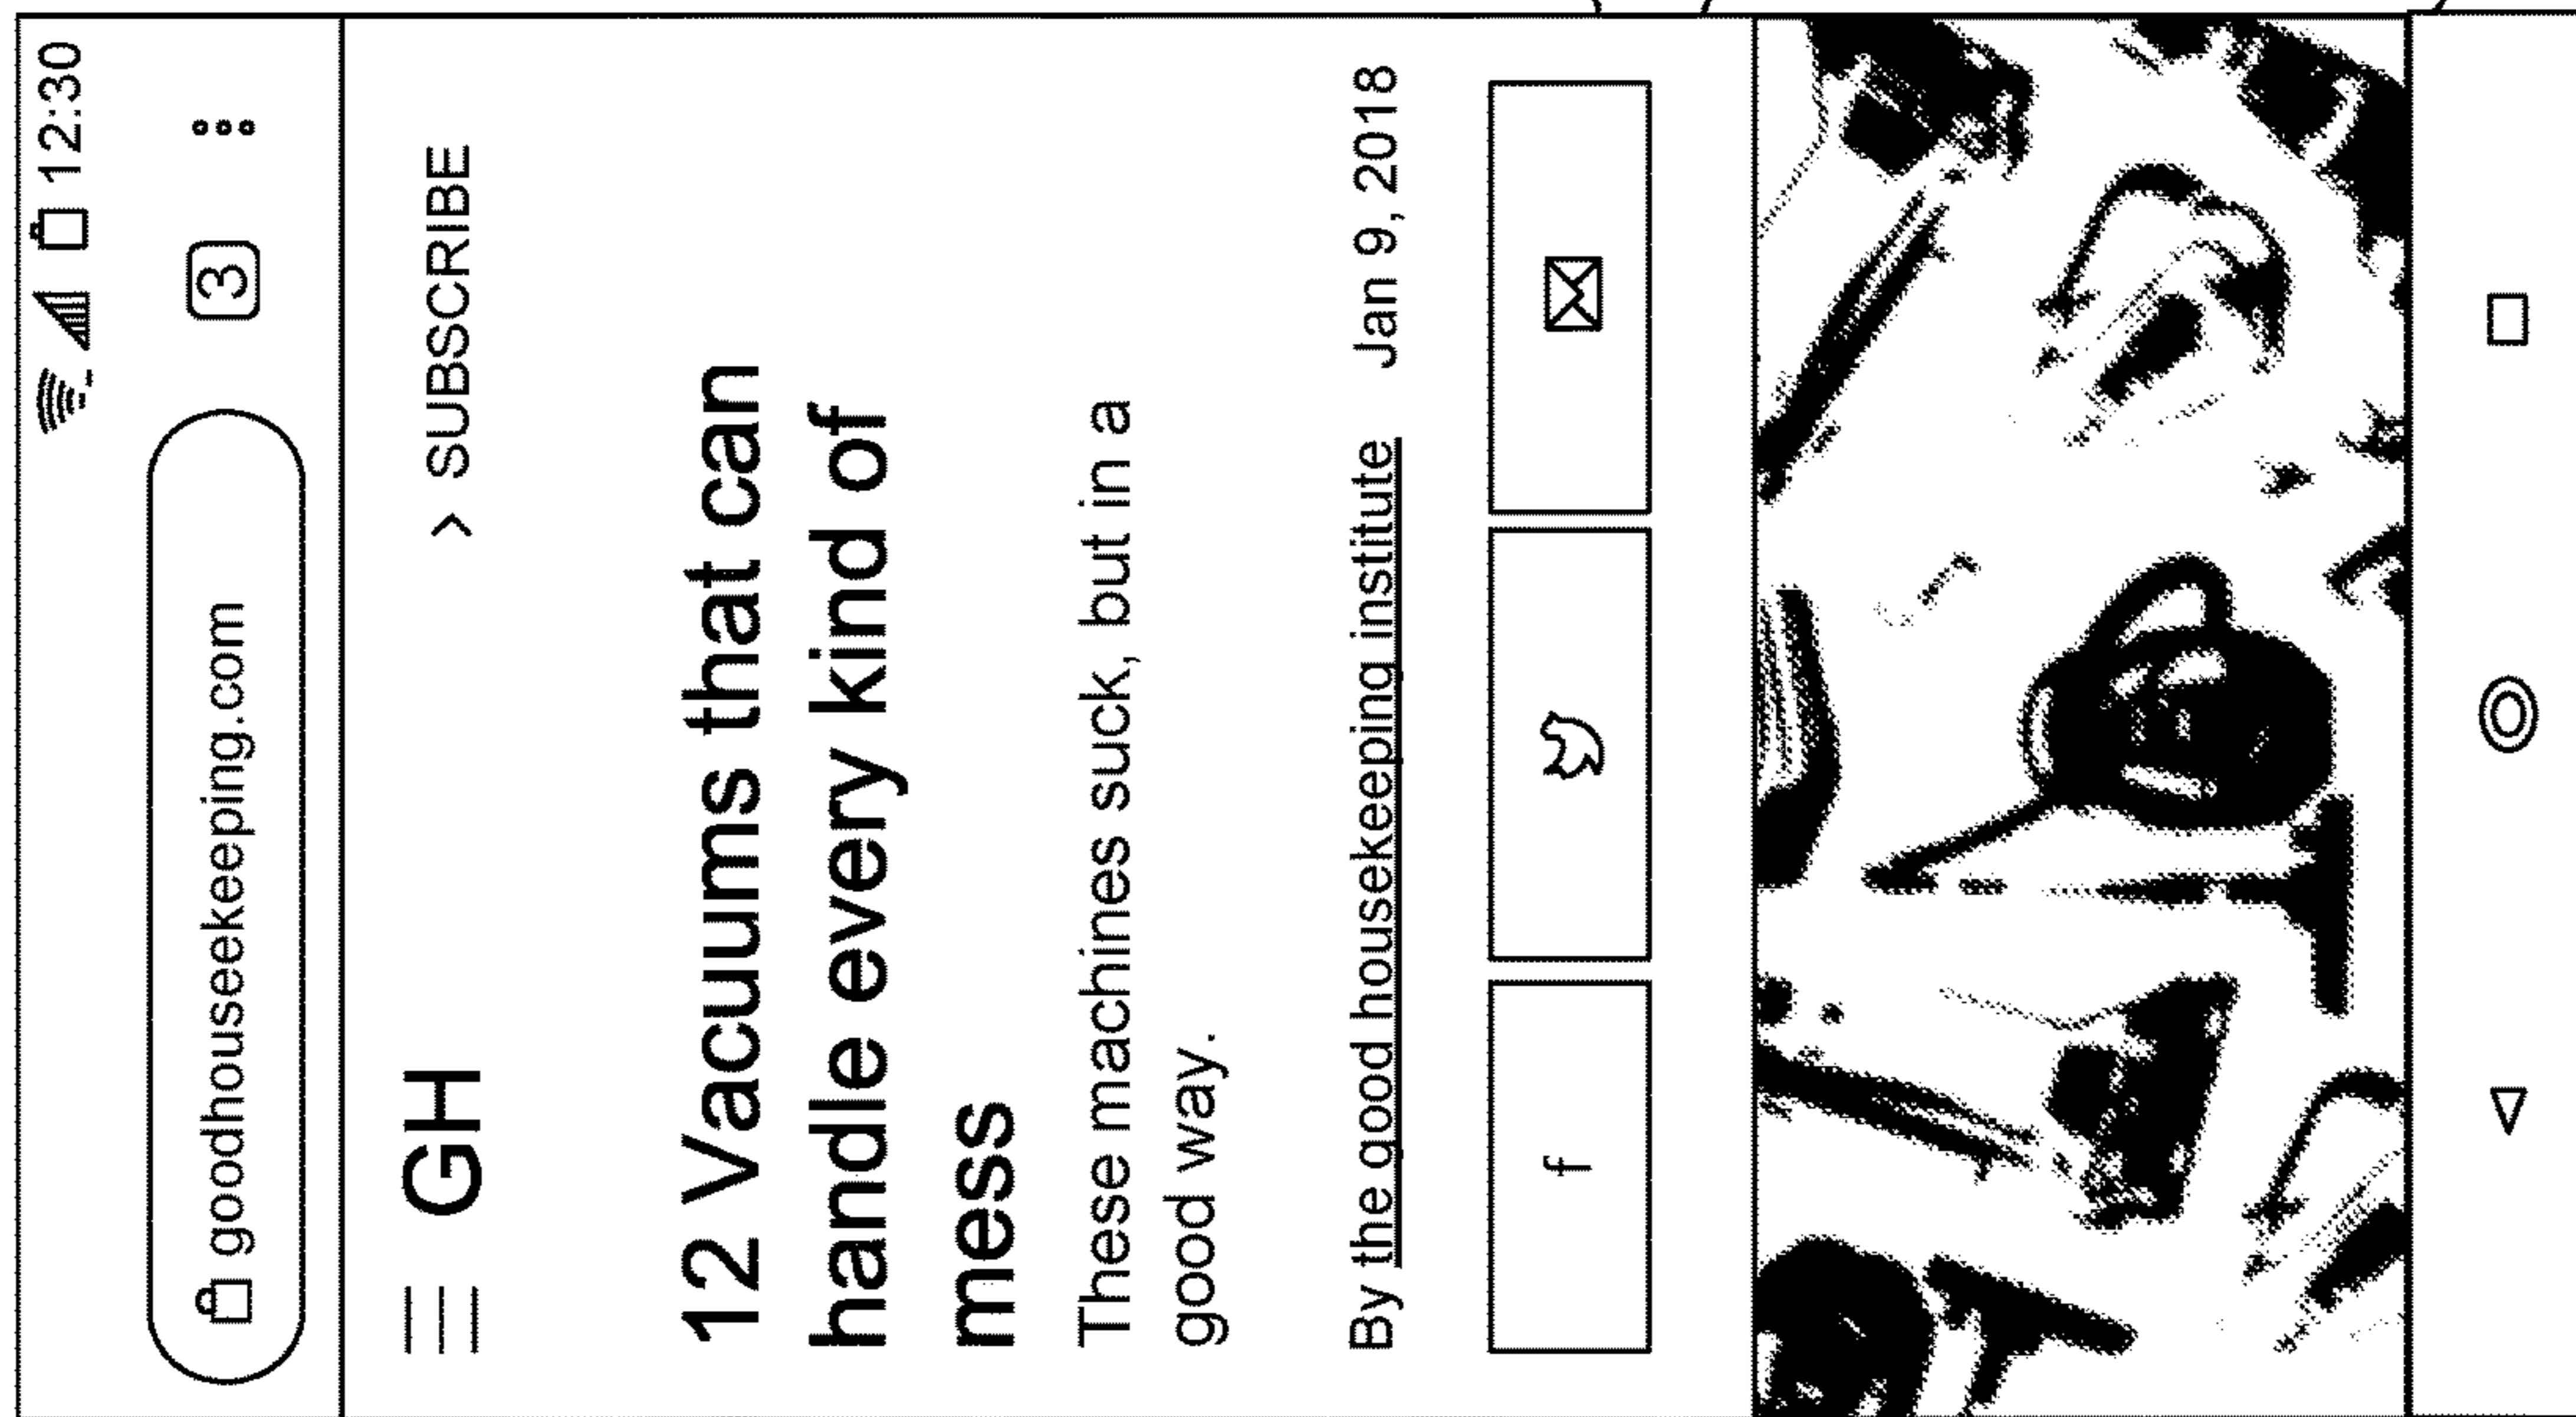 12:30
goodhouseekeeping.com
3
GH
> SUBSCRIBE
12 Vacuums that can
handle every kind of
mess
These machines suck, but in a
good way.
By the good housekeeping institute Jan 9, 2018
f